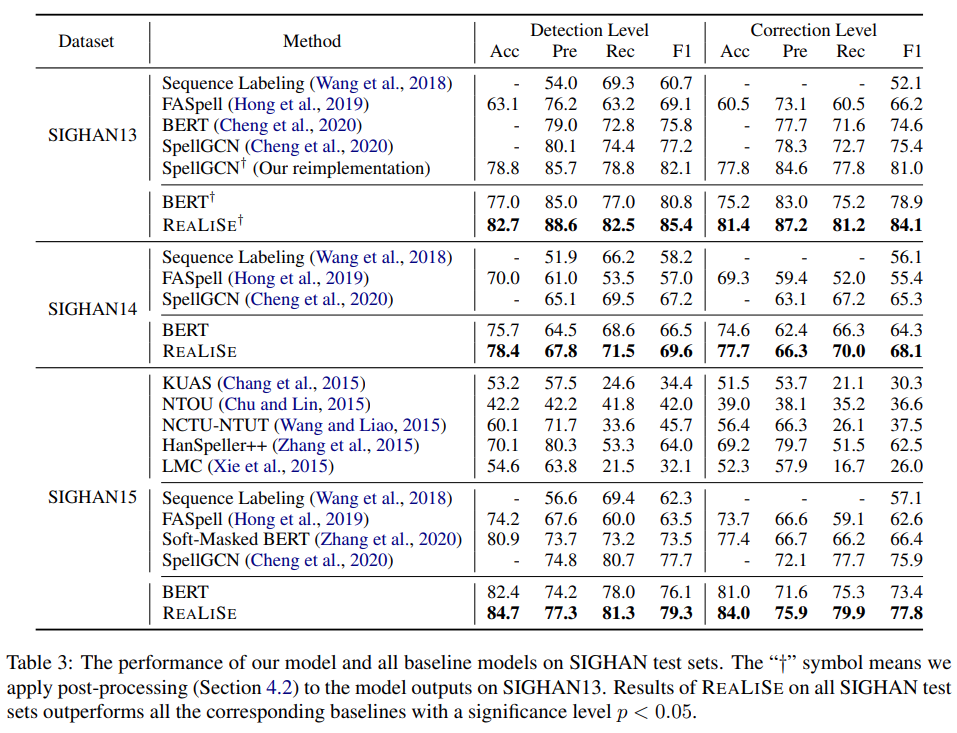 Dataset Method Detection Level Correction Level
Acc Pre Rec F1 Acc Pre Rec F1
SIGHAN13
Sequence Labeling (Wang et al., 2018) - 54.0 69.3 60.7 - - - 52.1
FASpell (Hong et al., 2019) 63.1 76.2 63.2 69.1 60.5 73.1 60.5 66.2
BERT (Cheng et al., 2020) - 79.0 72.8 75.8 - 77.7 71.6 74.6
SpellGCN (Cheng et al., 2020) - 80.1 74.4 77.2 - 78.3 72.7 75.4
SpellGCN† (Our reimplementation) 78.8 85.7 78.8 82.1 77.8 84.6 77.8 81.0
BERT† 77.0 85.0 77.0 80.8 75.2 83.0 75.2 78.9
REALISE† 82.7 88.6 82.5 85.4 81.4 87.2 81.2 84.1
SIGHAN14
Sequence Labeling (Wang et al., 2018) - 51.9 66.2 58.2 - - - 56.1
FASpell (Hong et al., 2019) 70.0 61.0 53.5 57.0 69.3 59.4 52.0 55.4
SpellGCN (Cheng et al., 2020) - 65.1 69.5 67.2 - 63.1 67.2 65.3
BERT 75.7 64.5 68.6 66.5 74.6 62.4 66.3 64.3
REALISE 78.4 67.8 71.5 69.6 77.7 66.3 70.0 68.1
SIGHAN15
KUAS (Chang et al., 2015) 53.2 57.5 24.6 34.4 51.5 53.7 21.1 30.3
NTOU (Chu and Lin, 2015) 42.2 42.2 41.8 42.0 39.0 38.1 35.2 36.6
NCTU-NTUT (Wang and Liao, 2015) 60.1 71.7 33.6 45.7 56.4 66.3 26.1 37.5
HanSpeller++ (Zhang et al., 2015) 70.1 80.3 53.3 64.0 69.2 79.7 51.5 62.5
LMC (Xie et al., 2015) 54.6 63.8 21.5 32.1 52.3 57.9 16.7 26.0
Sequence Labeling (Wang et al., 2018) - 56.6 69.4 62.3 - - - 57.1
FASpell (Hong et al., 2019) 74.2 67.6 60.0 63.5 73.7 66.6 59.1 62.6
Soft-Masked BERT (Zhang et al., 2020) 80.9 73.7 73.2 73.5 77.4 66.7 66.2 66.4
SpellGCN (Cheng et al., 2020) - 74.8 80.7 77.7 - 72.1 77.7 75.9
BERT 82.4 74.2 78.0 76.1 81.0 71.6 75.3 73.4
REALISE 84.7 77.3 81.3 79.3 84.0 75.9 79.9 77.8
Table 3: The performance of our model and all baseline models on SIGHAN test sets. The “†” symbol means we
apply post-processing (Section 4.2) to the model outputs on SIGHAN13. Results of REALISE on all SIGHAN test
sets outperforms all the corresponding baselines with a significance level p < 0.05.